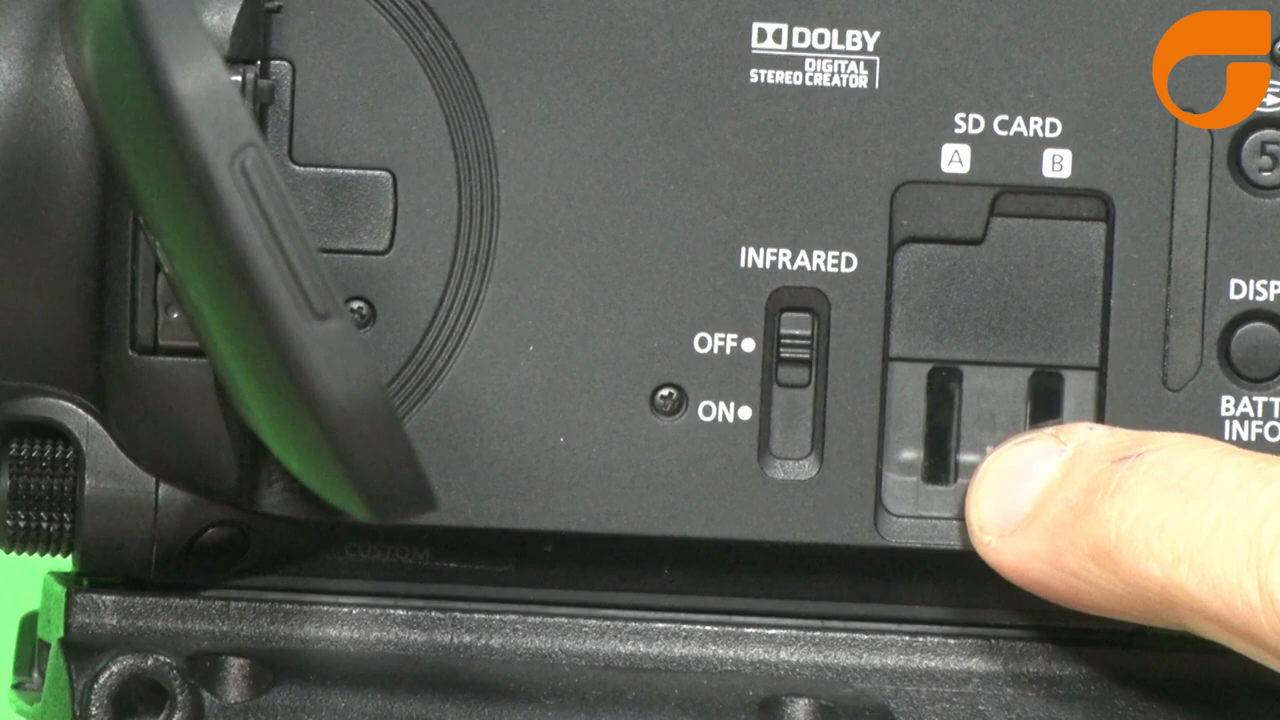 DOLBY
DIGITAL
STEREO CREATOR
SD CARD
A B
5
INFRARED
DISP
OFF
ON
BATT
INFO
CUSTOM